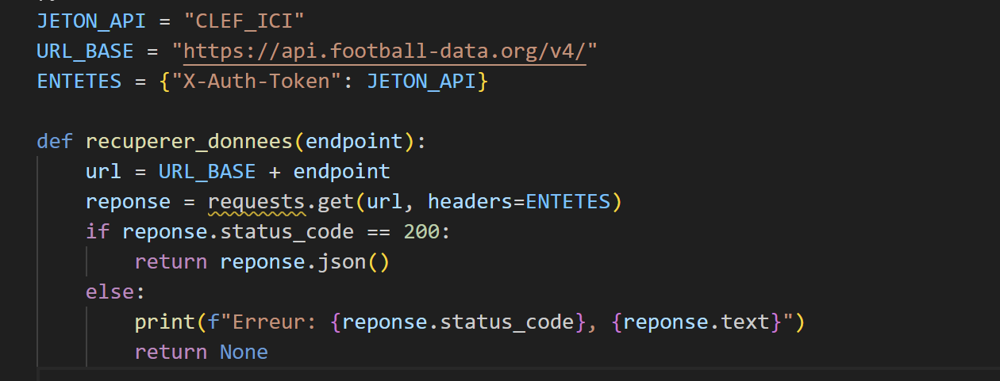 JETON_API = "CLEF_ICI"
URL_BASE = "https://api.football-data.org/v4/"
ENTETES = {"X-Auth-Token": JETON_API}
def recuperer_donnees(endpoint):
    url = URL_BASE + endpoint
    reponse = requests.get(url, headers=ENTETES)
    if reponse.status_code == 200:
        return reponse.json()
    else:
        print(f"Erreur: {reponse.status_code}, {reponse.text}")
        return None